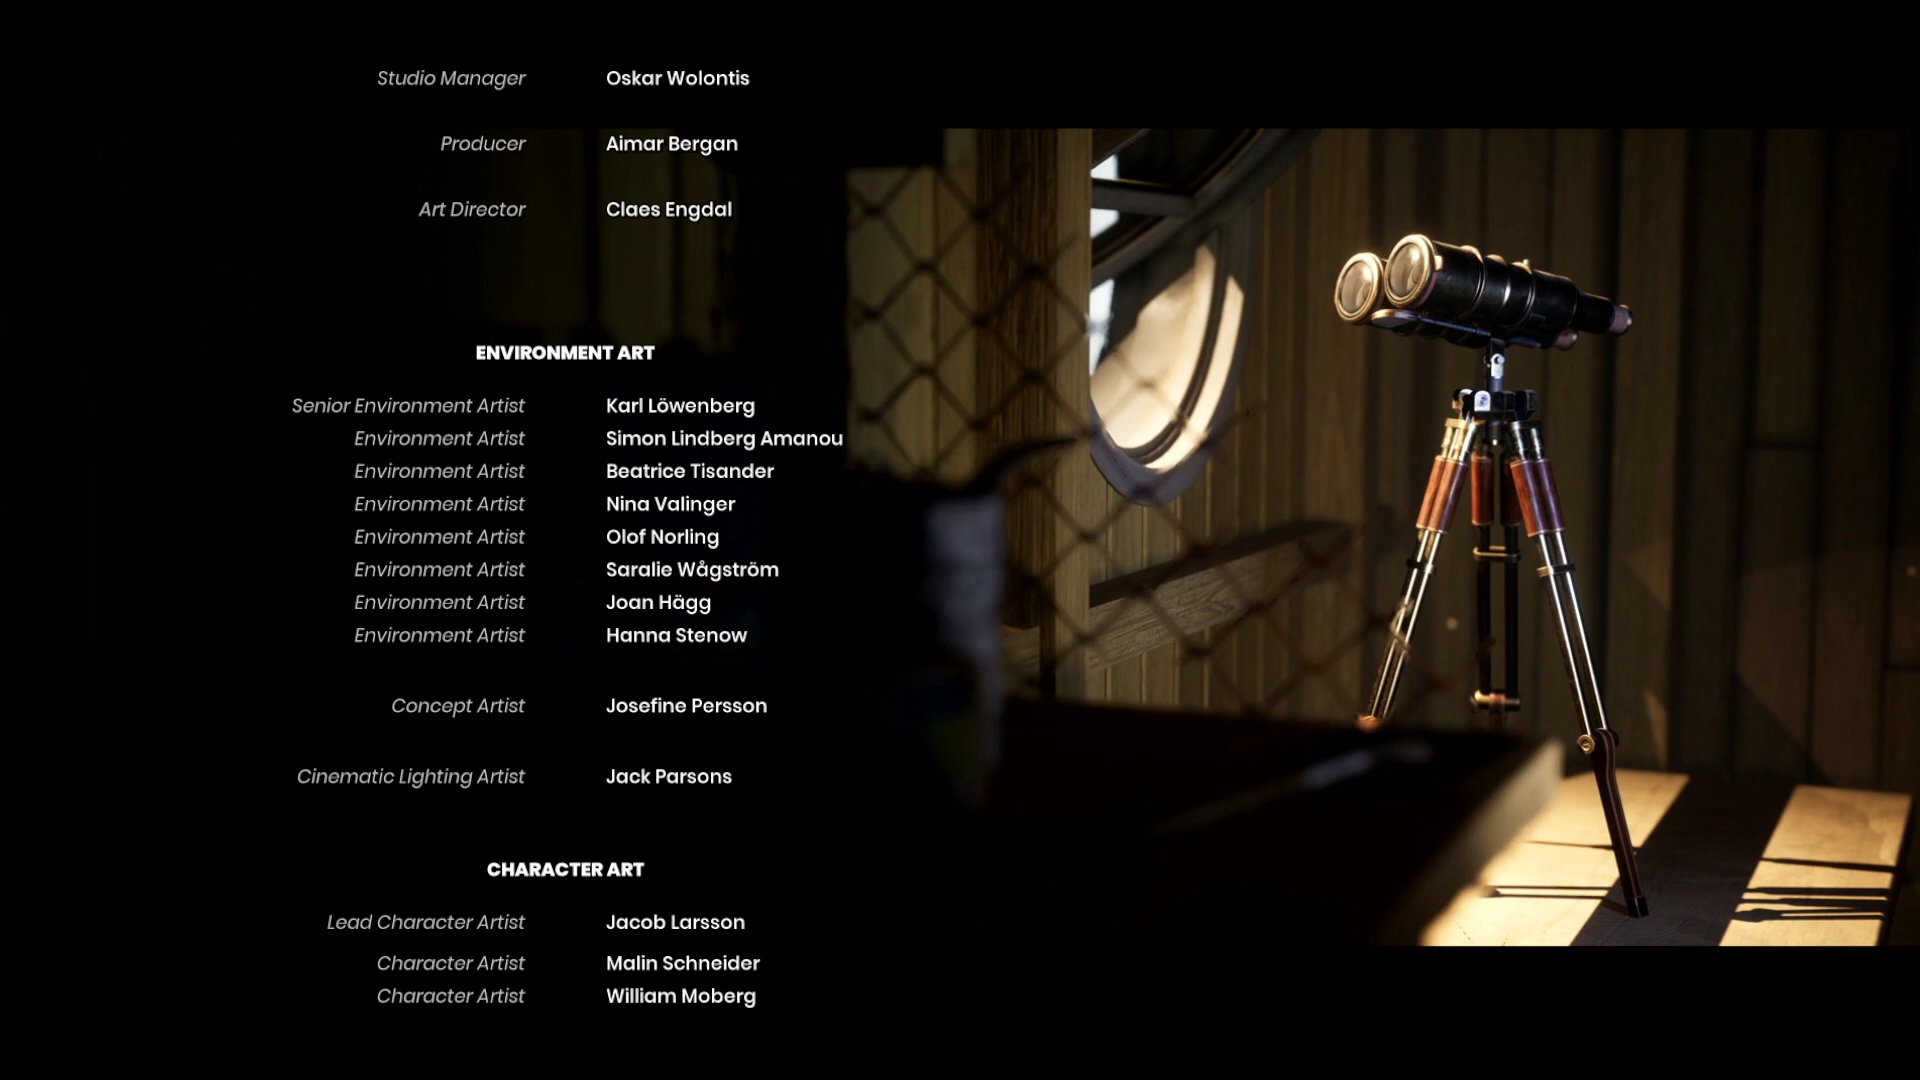 Studio Manager Oskar Wolontis
Producer Aimar Bergan
Art Director Claes Engdal
ENVIRONMENT ART
Senior Environment Artist Karl Löwenberg
Environment Artist Simon Lindberg Amanou
Environment Artist Beatrice Tisander
Environment Artist Nina Valinger
Environment Artist Olof Norling
Environment Artist Saralie Wågström
Environment Artist Joan Hägg
Environment Artist Hanna Stenow
Concept Artist Josefine Persson
Cinematic Lighting Artist Jack Parsons
CHARACTER ART
Lead Character Artist Jacob Larsson
Character Artist Malin Schneider
Character Artist William Moberg